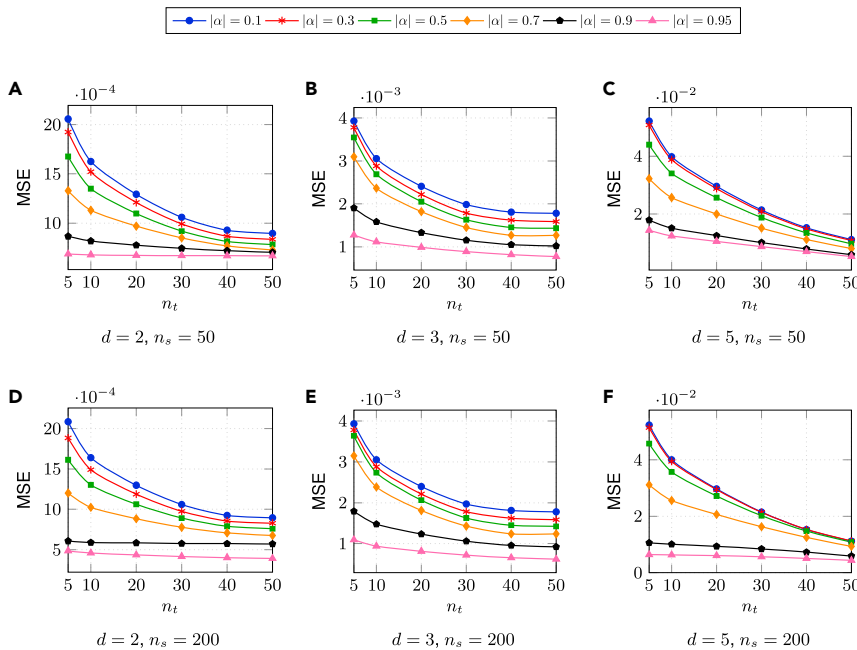 |α| = 0.1 |α| = 0.3 |α| = 0.5 |α| = 0.7 |α| = 0.9 |α| = 0.95
A
·10⁻⁴
20
10
MSE
5 10 20 30 40 50
n_t
d = 2, n_s = 50
B
·10⁻³
4
3
2
1
MSE
5 10 20 30 40 50
n_t
d = 3, n_s = 50
C
·10⁻²
4
2
MSE
5 10 20 30 40 50
n_t
d = 5, n_s = 50
D
·10⁻⁴
20
15
10
5
MSE
5 10 20 30 40 50
n_t
d = 2, n_s = 200
E
·10⁻³
4
3
2
1
MSE
5 10 20 30 40 50
n_t
d = 3, n_s = 200
F
·10⁻²
4
2
0
MSE
5 10 20 30 40 50
n_t
d = 5, n_s = 200